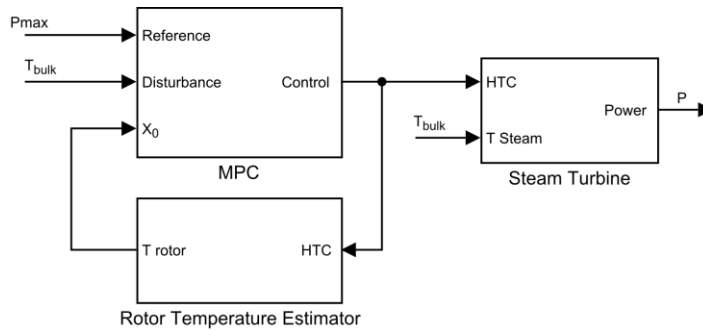 Pmax
Reference
T_bulk
Disturbance
Control
X_0
MPC
HTC
Power
P
T_bulk
T Steam
Steam Turbine
T rotor
HTC
Rotor Temperature Estimator